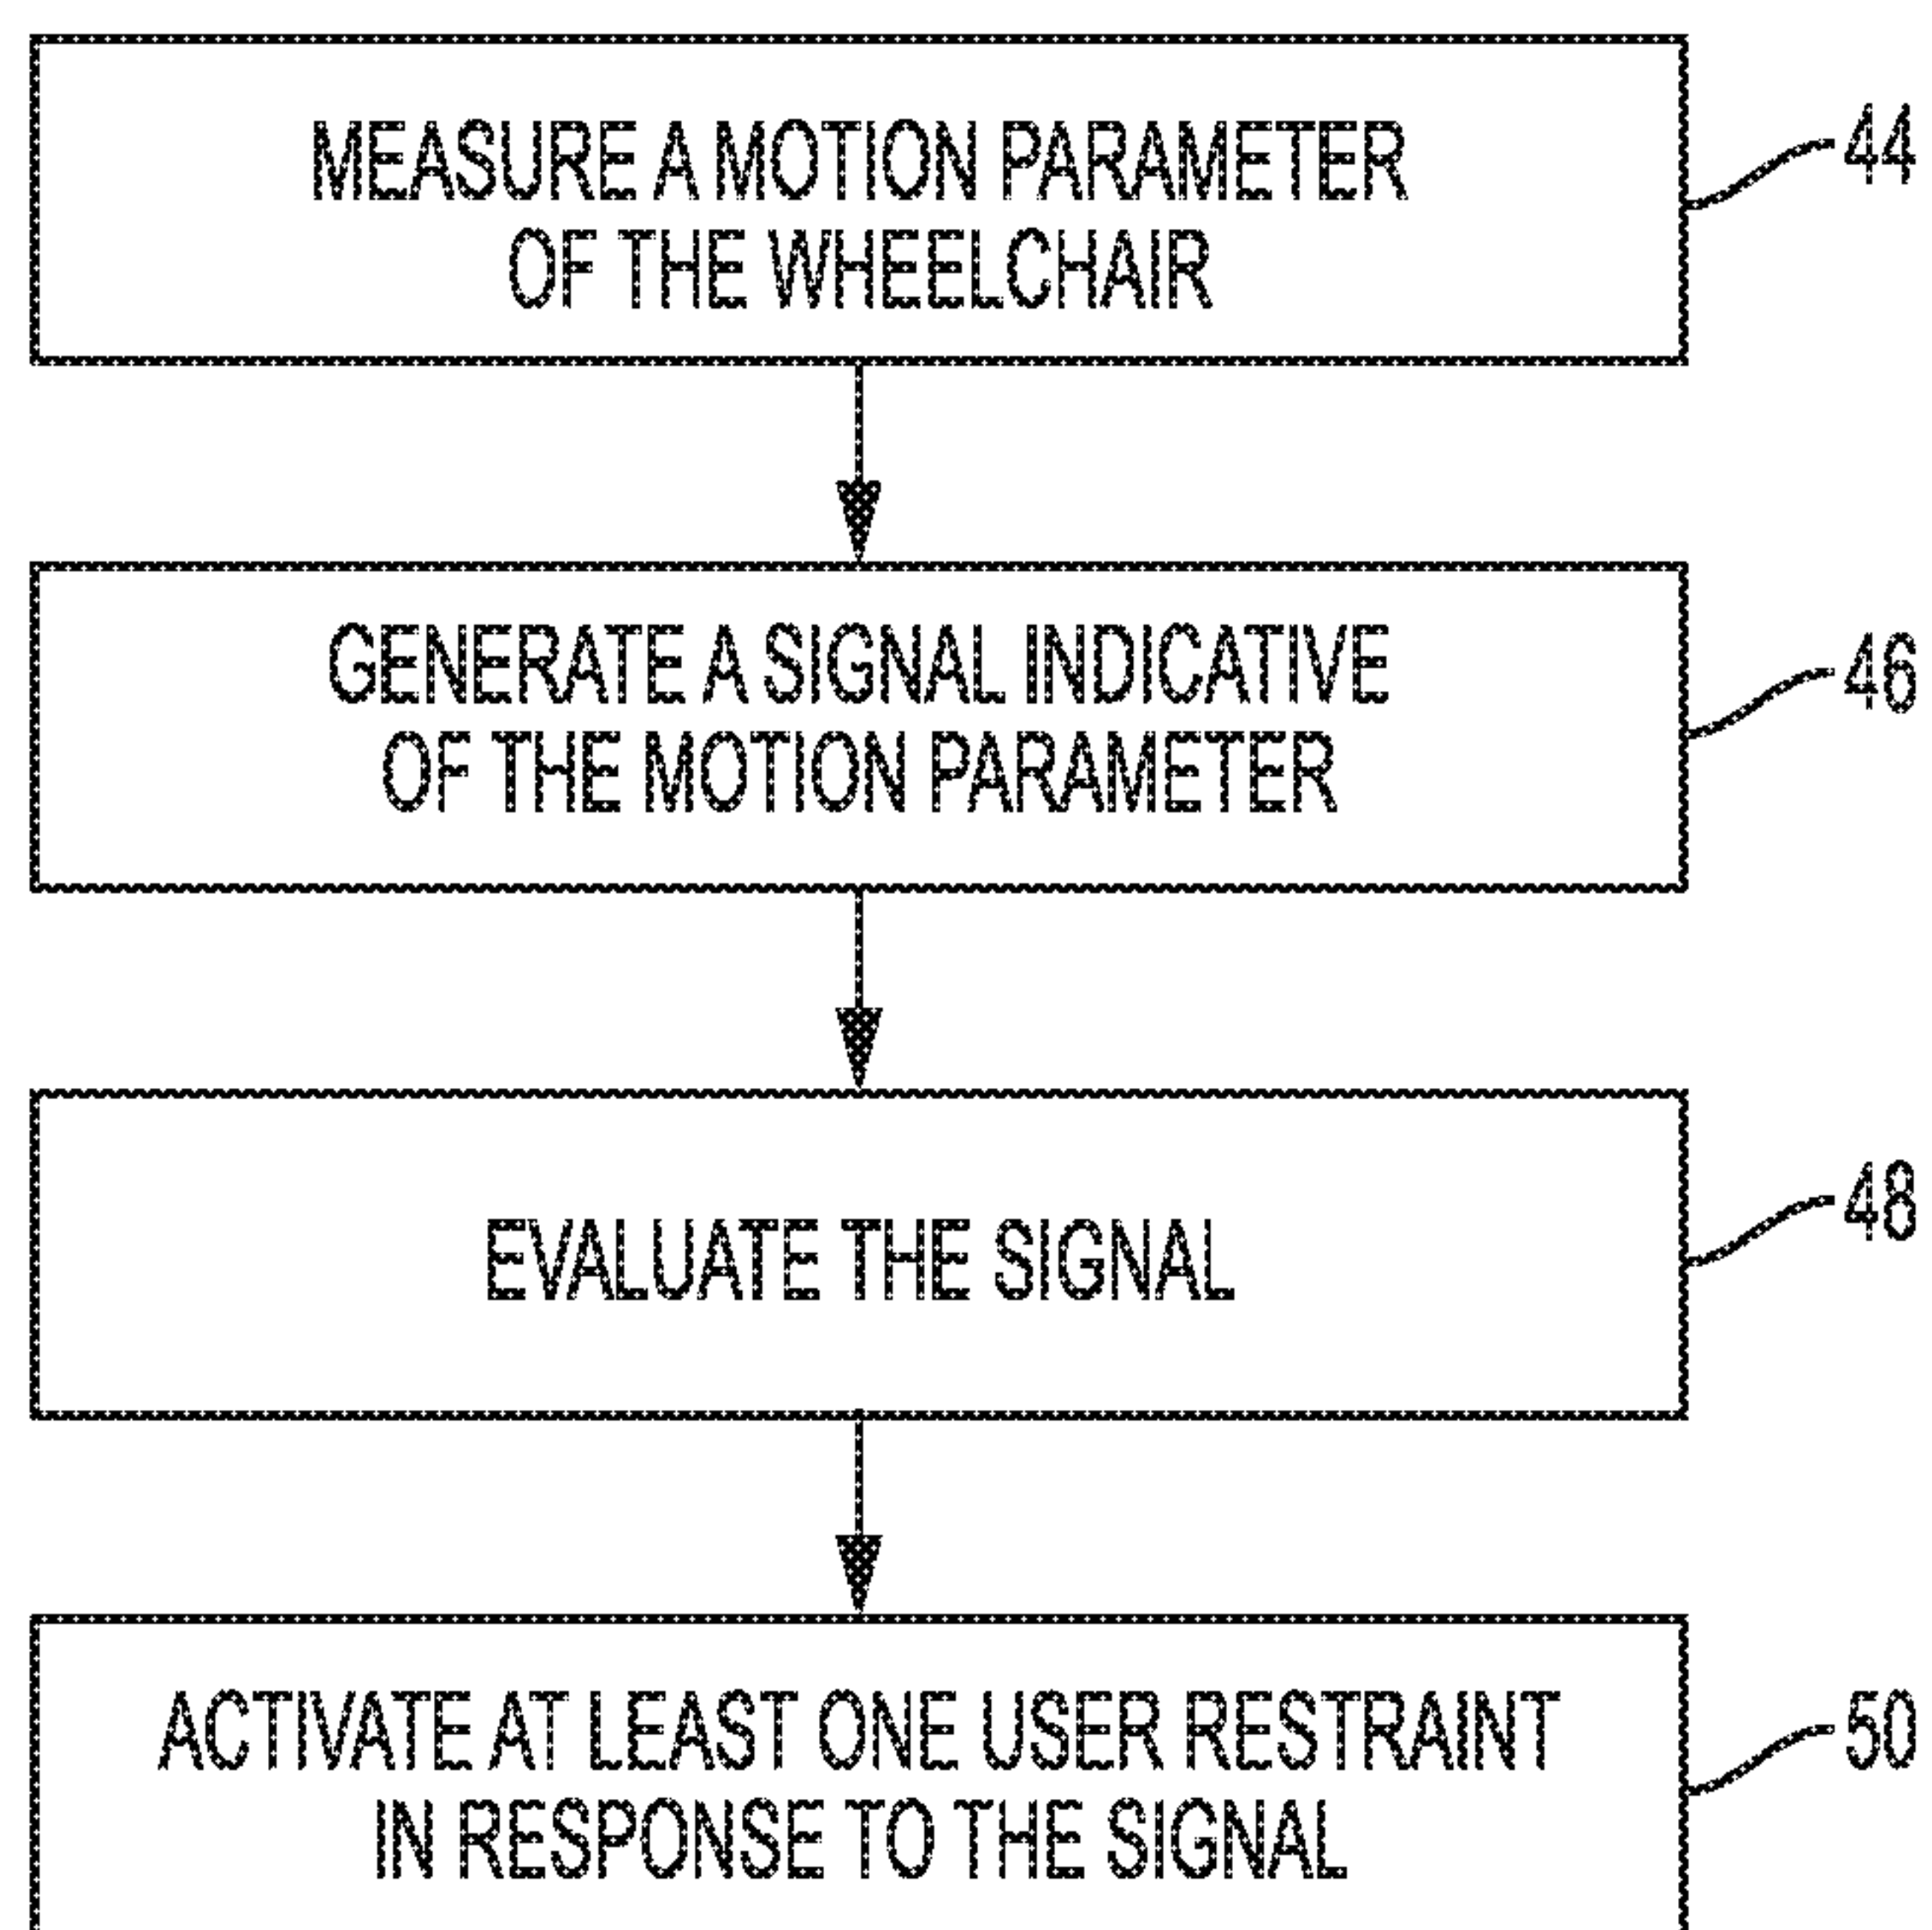 MEASURE A MOTION PARAMETER
OF THE WHEELCHAIR
44
GENERATE A SIGNAL INDICATIVE
OF THE MOTION PARAMETER
46
EVALUATE THE SIGNAL
48
ACTIVATE AT LEAST ONE USER RESTRAINT
IN RESPONSE TO THE SIGNAL
50